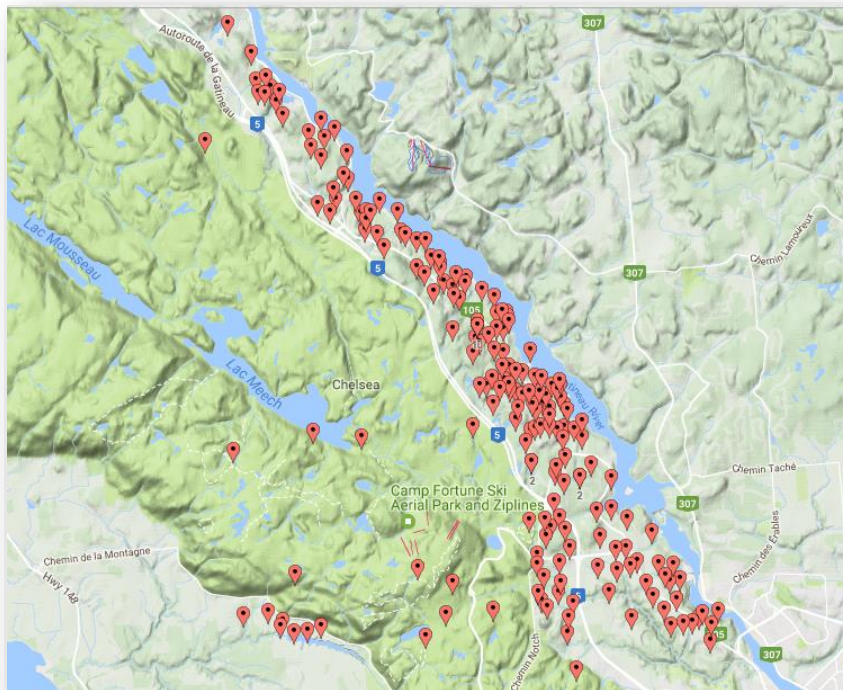 307
Autoroute de la Gatineau
5
Lac Mousseau
Chemin Lamoureux
307
5
105
Lac Meech
Chelsea
Gatineau River
5
2
2
Chemin Taché
Camp Fortune Ski
Aerial Park and Ziplines
307
Chemin des Érables
Chemin de la Montagne
Hwy 148
5
Chemin Notch
105
307